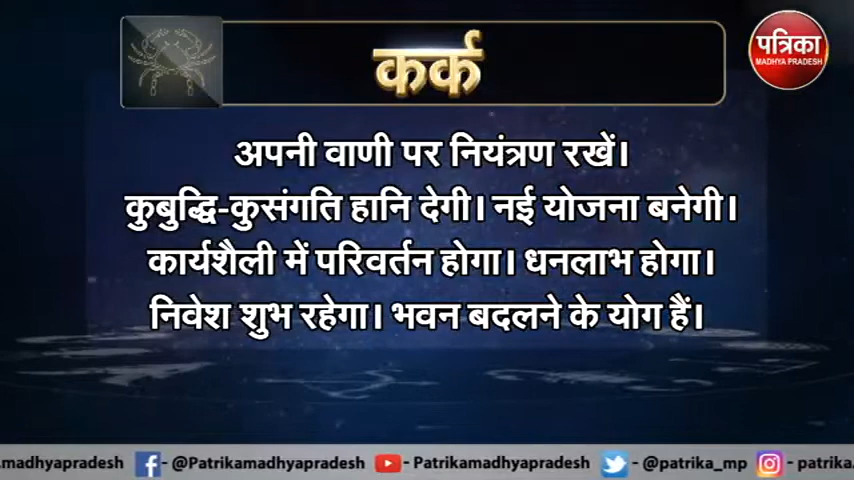 कर्क
पत्रिका
MADHYA PRADESH
अपनी वाणी पर नियंत्रण रखें।
कुबुद्धि-कुसंगति हानि देगी। नई योजना बनेगी।
कार्यशैली में परिवर्तन होगा। धनलाभ होगा।
निवेश शुभ रहेगा। भवन बदलने के योग हैं।
.madhyapradesh f - @Patrikamadhyapradesh - Patrikamadhyapradesh - @patrika_mp - patrika.